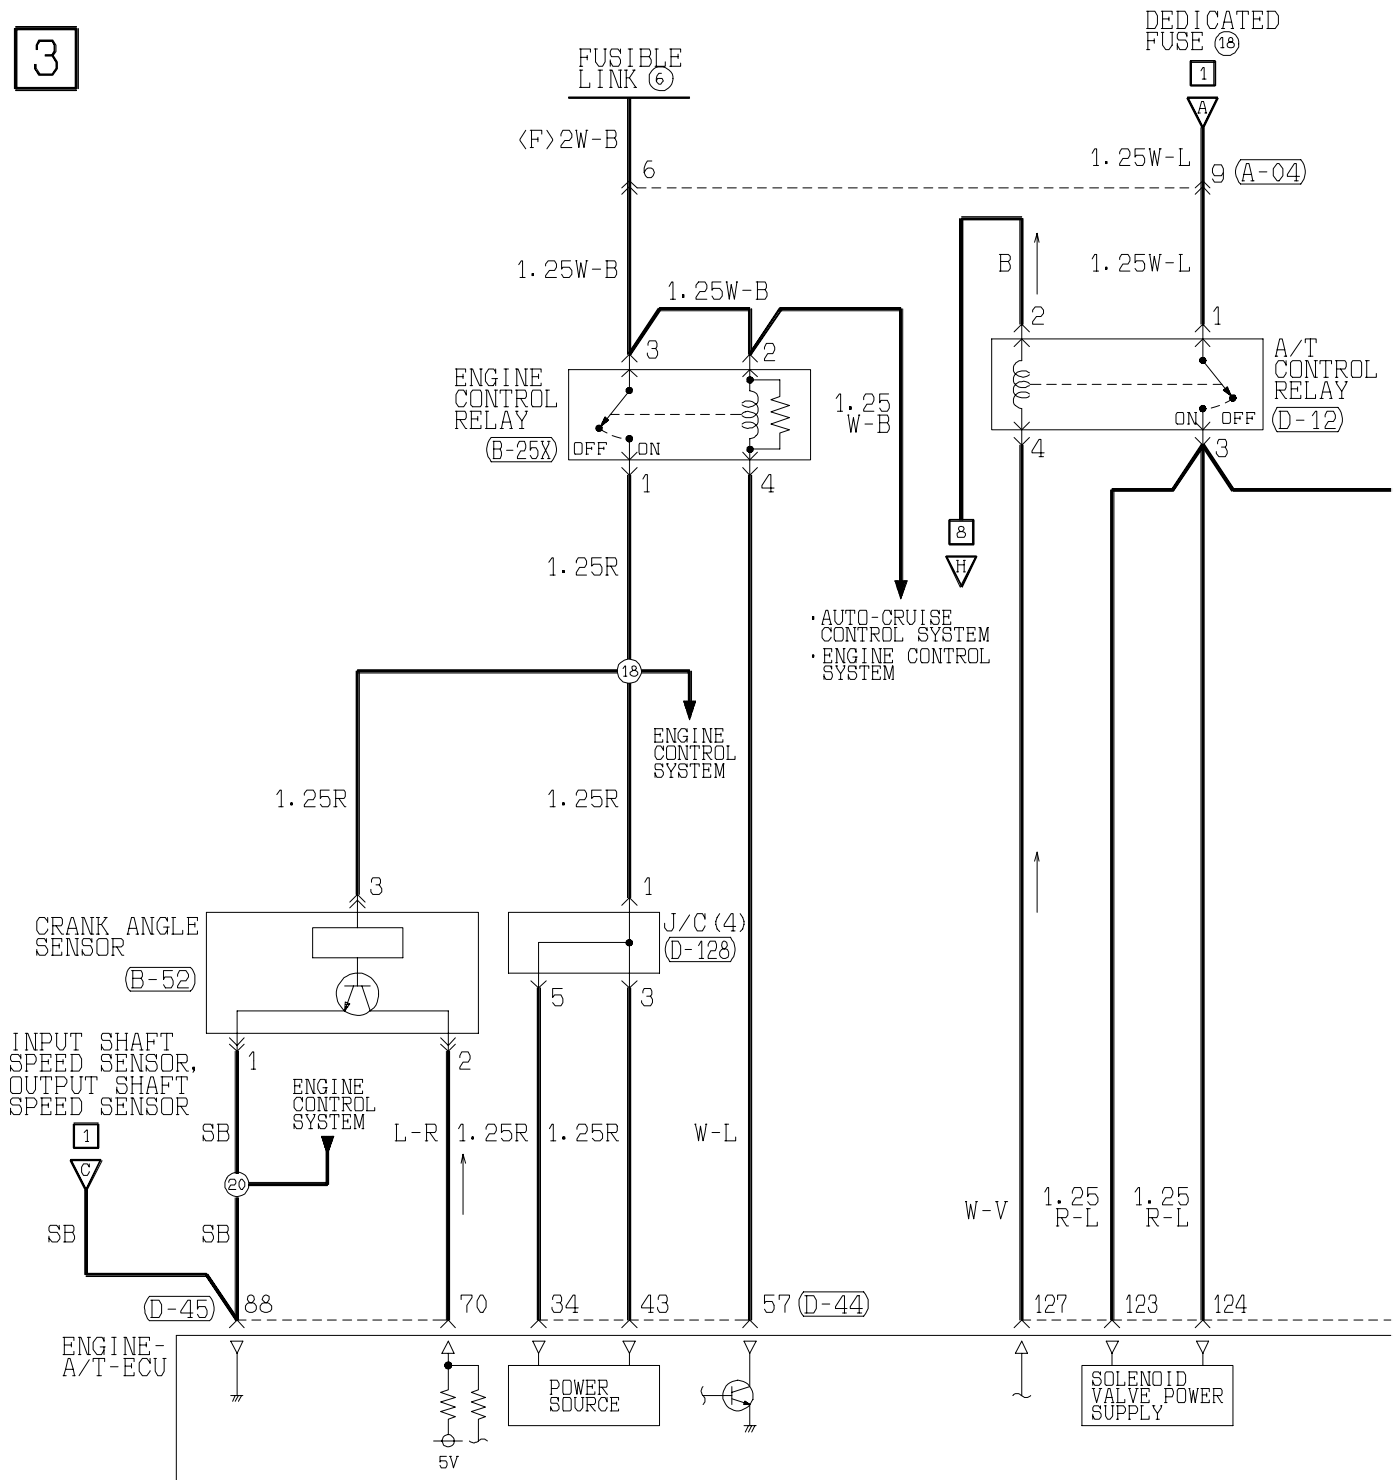 3
DEDICATED
FUSE 18
1
A
FUSIBLE
LINK 6
<F>2W-B
6
1.25W-L
9 A-04
1.25W-B
1.25W-B
B
1.25W-L
3
2
2
1
ENGINE
CONTROL
RELAY
B-25X
OFF
ON
1.25
W-B
A/T
CONTROL
RELAY
D-12
ON
OFF
1
4
4
3
8
H
1.25R
· AUTO-CRUISE
CONTROL SYSTEM
· ENGINE CONTROL
SYSTEM
18
ENGINE
CONTROL
SYSTEM
1.25R
1.25R
3
1
CRANK ANGLE
SENSOR
B-52
J/C(4)
D-128
5
3
INPUT SHAFT
SPEED SENSOR,
OUTPUT SHAFT
SPEED SENSOR
1
C
1
2
ENGINE
CONTROL
SYSTEM
SB
L-R
1.25R
1.25R
W-L
20
SB
SB
W-V
1.25
R-L
1.25
R-L
D-45
88
70
34
43
57 D-44
127
123
124
ENGINE-
A/T-ECU
POWER
SOURCE
SOLENOID
VALVE POWER
SUPPLY
5V